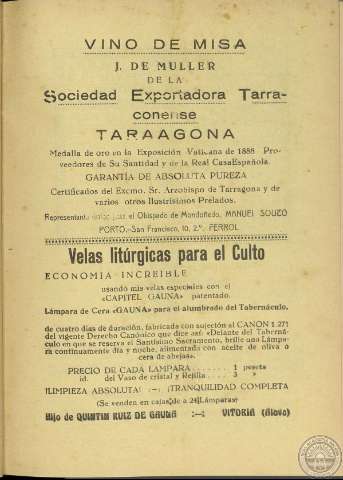 VINO DE MISA
J. DE MULLER
DE LA
Sociedad Exportadora Tarra-
conense
TARAAGONA
Medalla de oro en la Exposición Vaticana de 1888 Pro-
veedores de Su Santidad y de la Real CasaEspañola.
GARANTÍA DE ABSOLUTA PUREZA
Certificados del Excmo. Sr. Arzobispo de Tarragona y de
varios otros Ilustrísimos Prelados.
Representante para el Obispado de Mondoñedo, MANUEL SOUZO
PORTO.-San Francisco, 10, 2.º, FERROL
Velas litúrgicas para el Culto
ECONOMIA INCREIBLE
usando mis velas especiales con el
«CAPITEL GAUNA» patentado.
Lámpara de Cera «GAUNA» para el alumbrado del Tabernáculo,
de cuatro días de duración, fabricada con sujeción al CANON 1.271
del vigente Derecho Canónico que dice así: «Delante del Tabernácu-
lo en que se reserva el Santísimo Sacramento, brille una Lámpa-
ra continuamente día y noche, alimentada con aceite de oliva o
cera de abejas».
PRECIO DE CADA LAMPARA . . . . 1 peseta
id. del Vaso de cristal y Rejilla . . . . 3 »
¡LIMPIEZA ABSOLUTA! :—: ¡TRANQUILIDAD COMPLETA
(Se venden en cajas de a 24 Lámparas)
Hijo de QUINTIN RUIZ DE GAUNA :—: VITORIA (Alava)